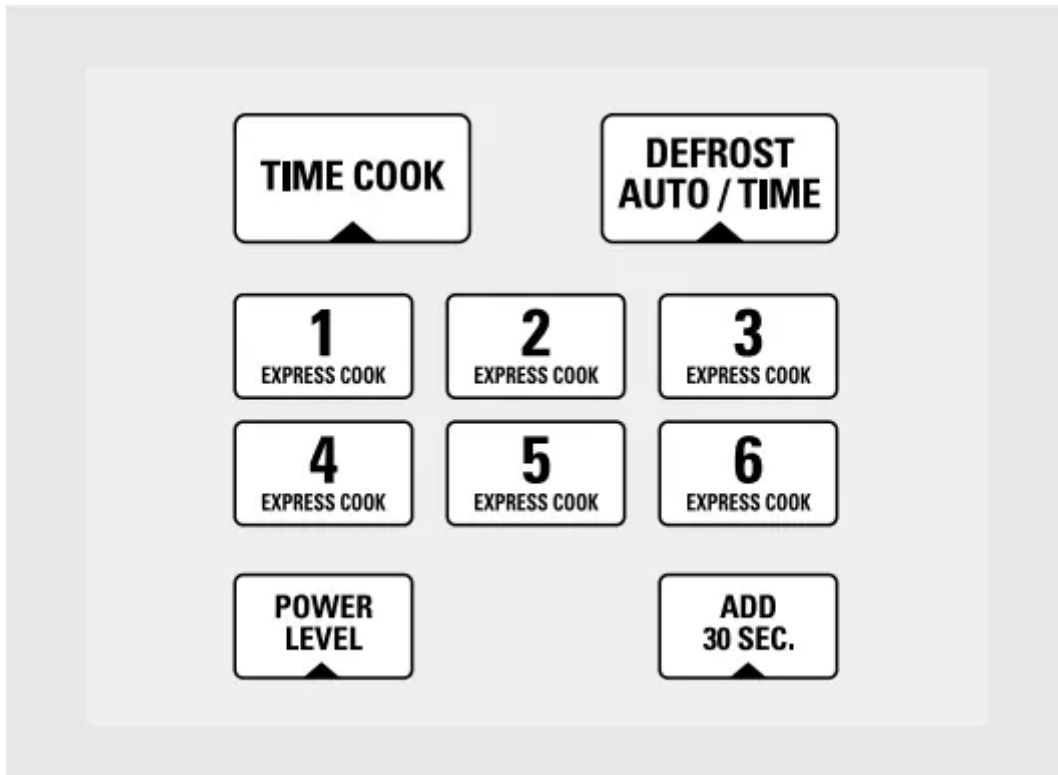 TIME COOK
DEFROST
AUTO / TIME
1
EXPRESS COOK
2
EXPRESS COOK
3
EXPRESS COOK
4
EXPRESS COOK
5
EXPRESS COOK
6
EXPRESS COOK
POWER
LEVEL
ADD
30 SEC.